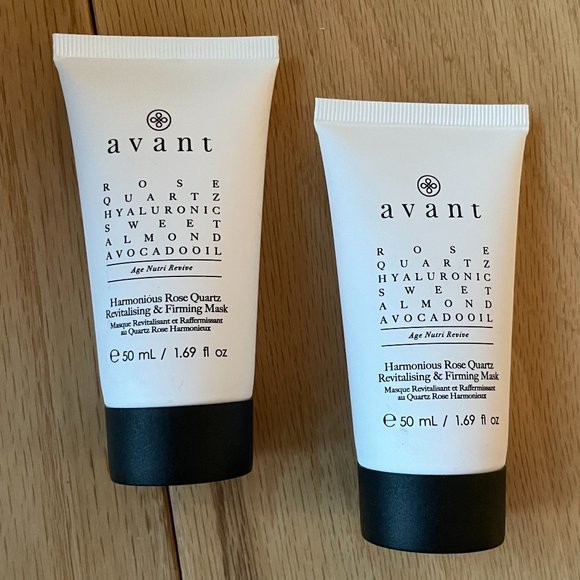 avant
ROSE
QUARTZ
HYALURONIC
SWEET
ALMOND
AVOCADOOIL
Age Nutri Revive
Harmonious Rose Quartz
Revitalising & Firming Mask
Masque Revitalisant et Raffermissant
au Quartz Rose Harmonieux
e 50 mL / 1.69 fl oz
avant
ROSE
QUARTZ
HYALURONIC
SWEET
ALMOND
AVOCADOOIL
Age Nutri Revive
Harmonious Rose Quartz
Revitalising & Firming Mask
Masque Revitalisant et Raffermissant
au Quartz Rose Harmonieux
e 50 mL / 1.69 fl oz